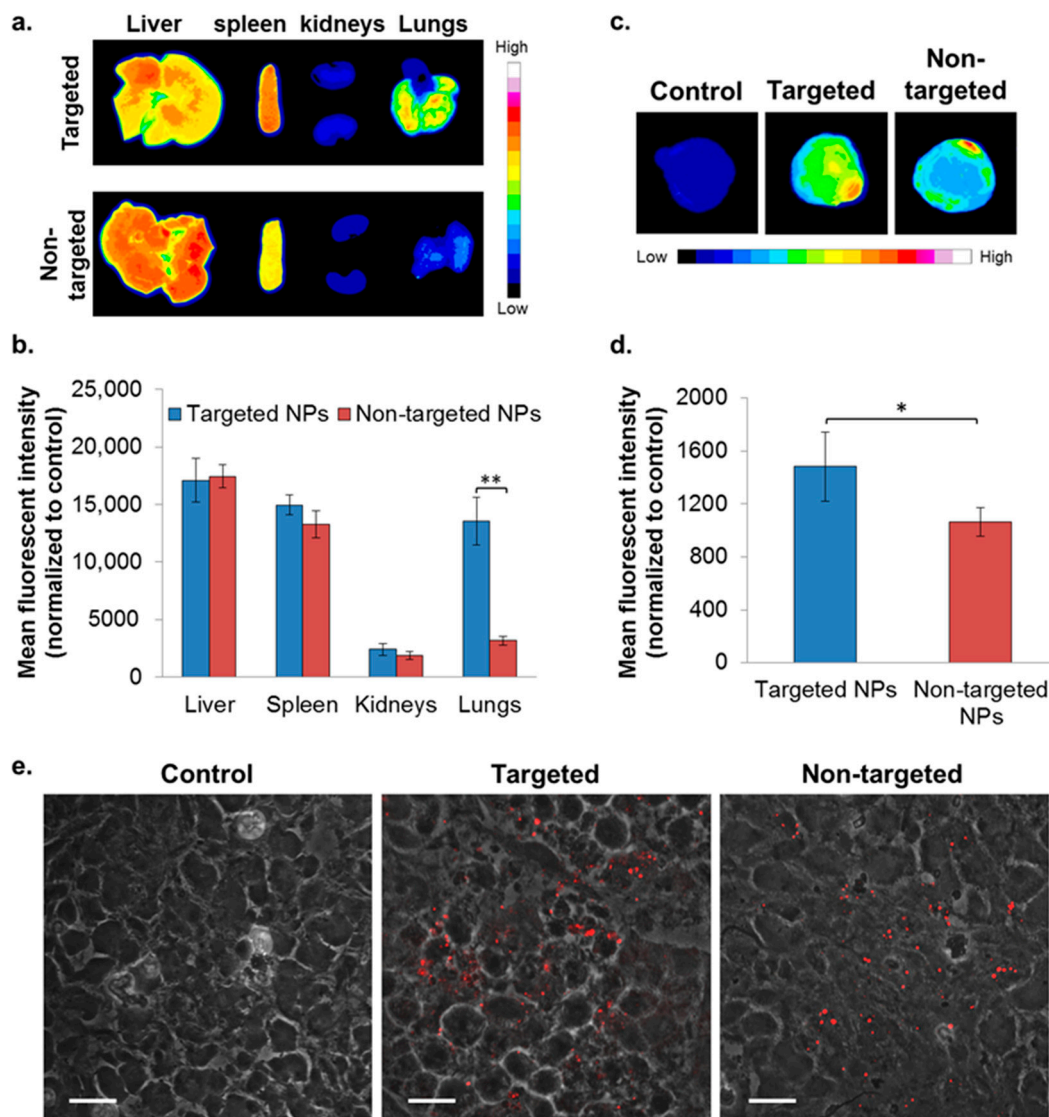 a.
Liver spleen kidneys Lungs
Targeted
Non-
targeted
High
Low
c.
Control
Targeted
Non-
targeted
Low
High
b.
Mean fluorescent intensity
(normalized to control)
25,000
20,000
15,000
10,000
5000
0
Targeted NPs
Non-targeted NPs
**
Liver Spleen Kidneys Lungs
d.
Mean fluorescent intensity
(normalized to control)
2000
1600
1200
800
400
0
*
Targeted NPs
Non-targeted
NPs
e.
Control
Targeted
Non-targeted